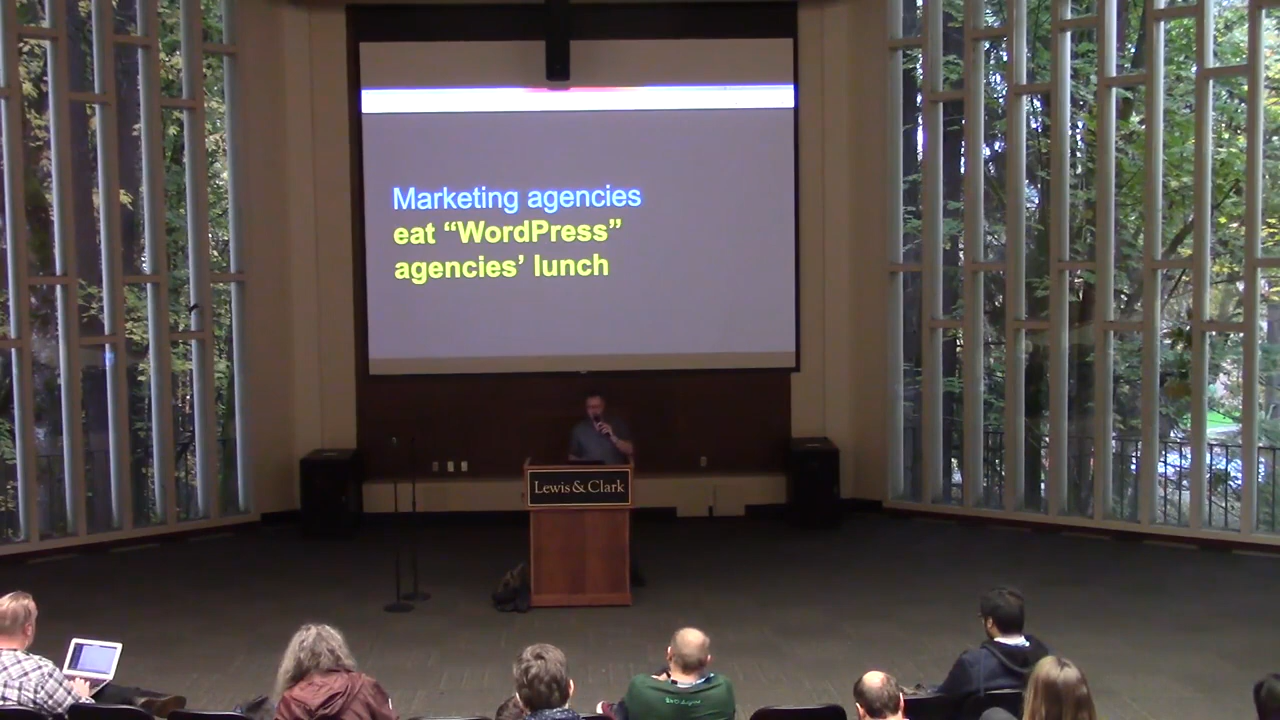 Marketing agencies
eat “WordPress”
agencies’ lunch
Lewis & Clark